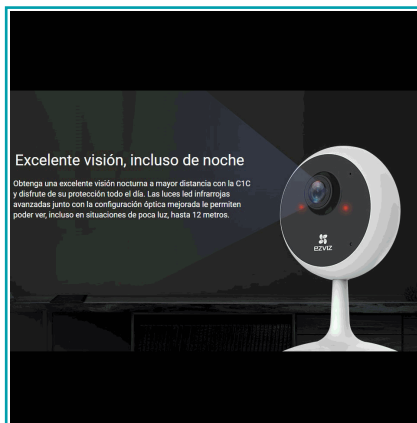 Excelente visión, incluso de noche
Obtenga una excelente visión nocturna a mayor distancia con la C1C
y disfrute de su protección todo el día. Las luces led infrarrojas
avanzadas junto con la configuración óptica mejorada le permiten
poder ver, incluso en situaciones de poca luz, hasta 12 metros.
ezviz